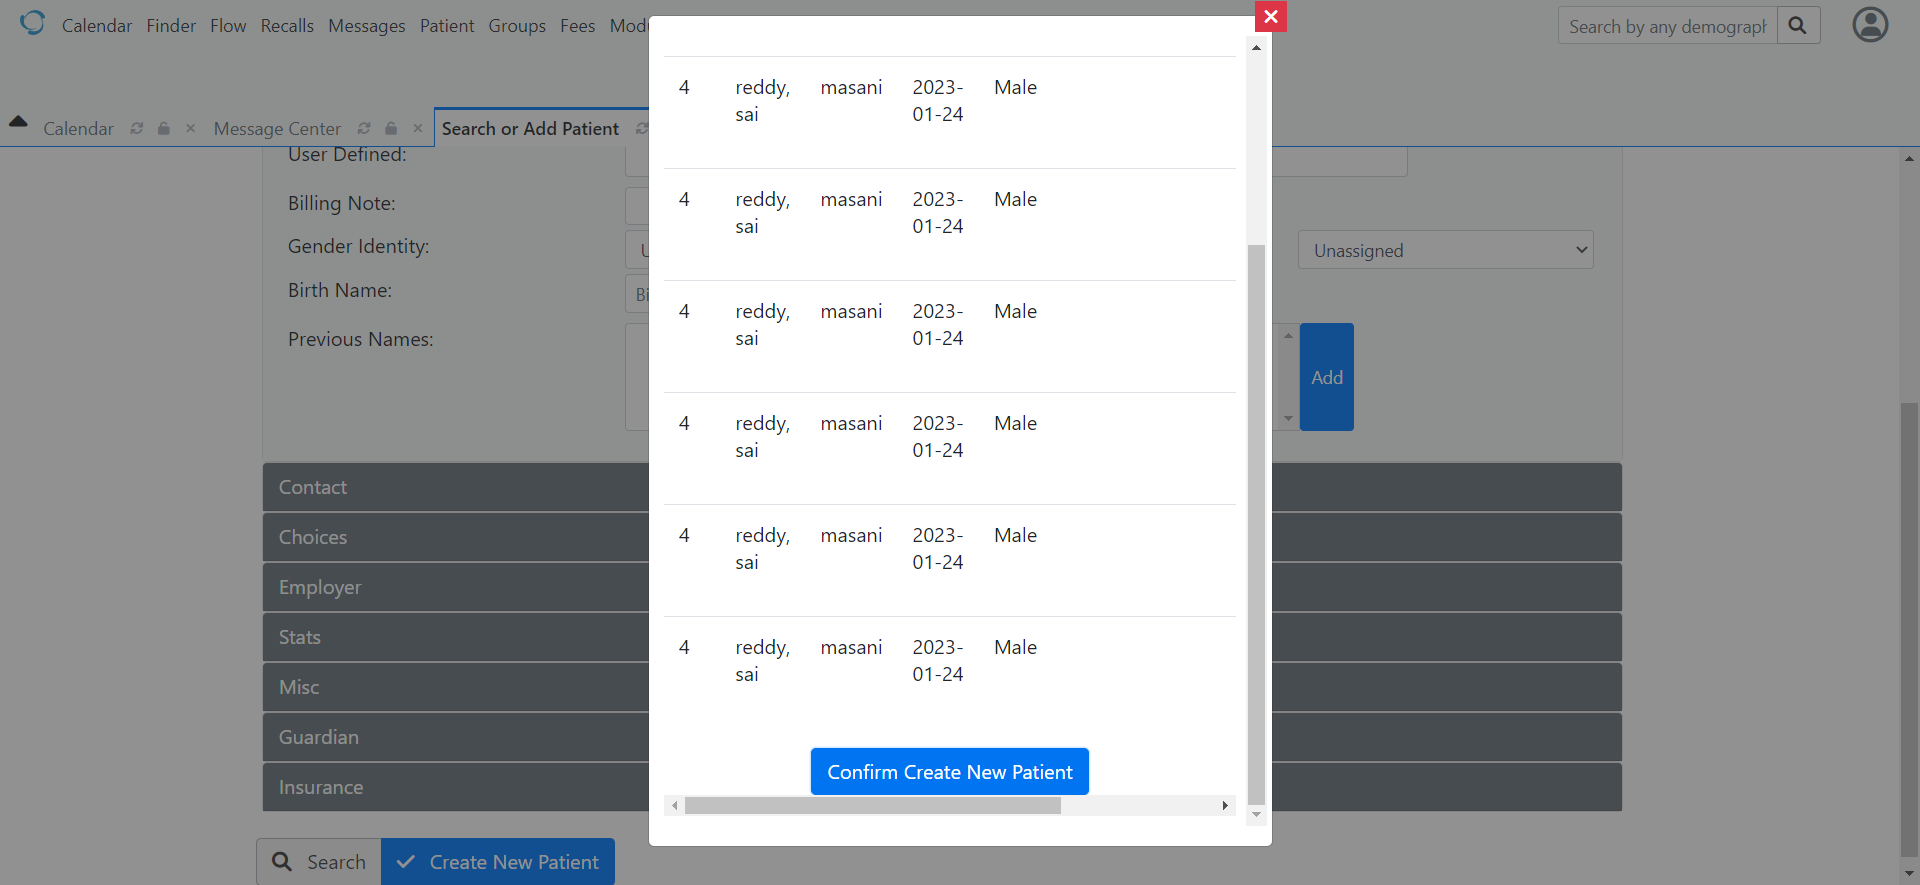 Calendar Finder Flow Recalls Messages Patient Groups Fees Modu
Search by any demograph
Calendar Message Center Search or Add Patient
User Defined:
Billing Note:
Gender Identity: U Unassigned
Birth Name: Bi
Previous Names:
Add
Contact
Choices
Employer
Stats
Misc
Guardian
Insurance
Search Create New Patient
4 reddy, masani 2023- Male
sai 01-24
4 reddy, masani 2023- Male
sai 01-24
4 reddy, masani 2023- Male
sai 01-24
4 reddy, masani 2023- Male
sai 01-24
4 reddy, masani 2023- Male
sai 01-24
4 reddy, masani 2023- Male
sai 01-24
Confirm Create New Patient